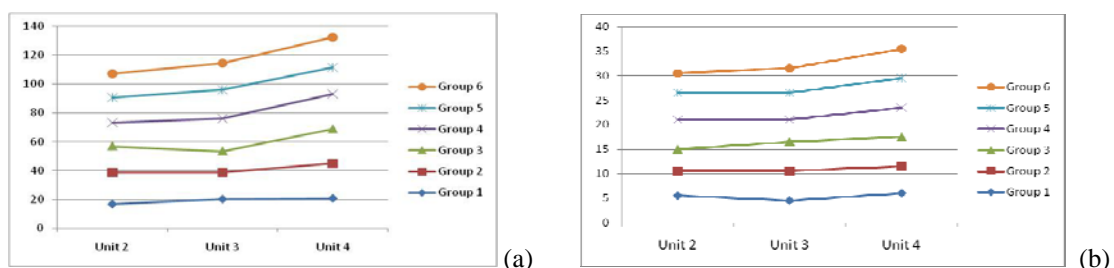 140
120
100
80
60
40
20
0
Unit 2 Unit 3 Unit 4
Group 6
Group 5
Group 4
Group 3
Group 2
Group 1
(a)
40
35
30
25
20
15
10
5
0
Unit 2 Unit 3 Unit 4
Group 6
Group 5
Group 4
Group 3
Group 2
Group 1
(b)